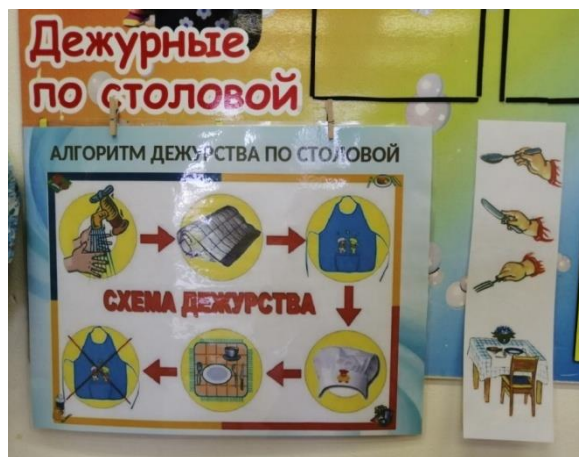 Дежурные
по столовой
АЛГОРИТМ ДЕЖУРСТВА ПО СТОЛОВОЙ
СХЕМА ДЕЖУРСТВА